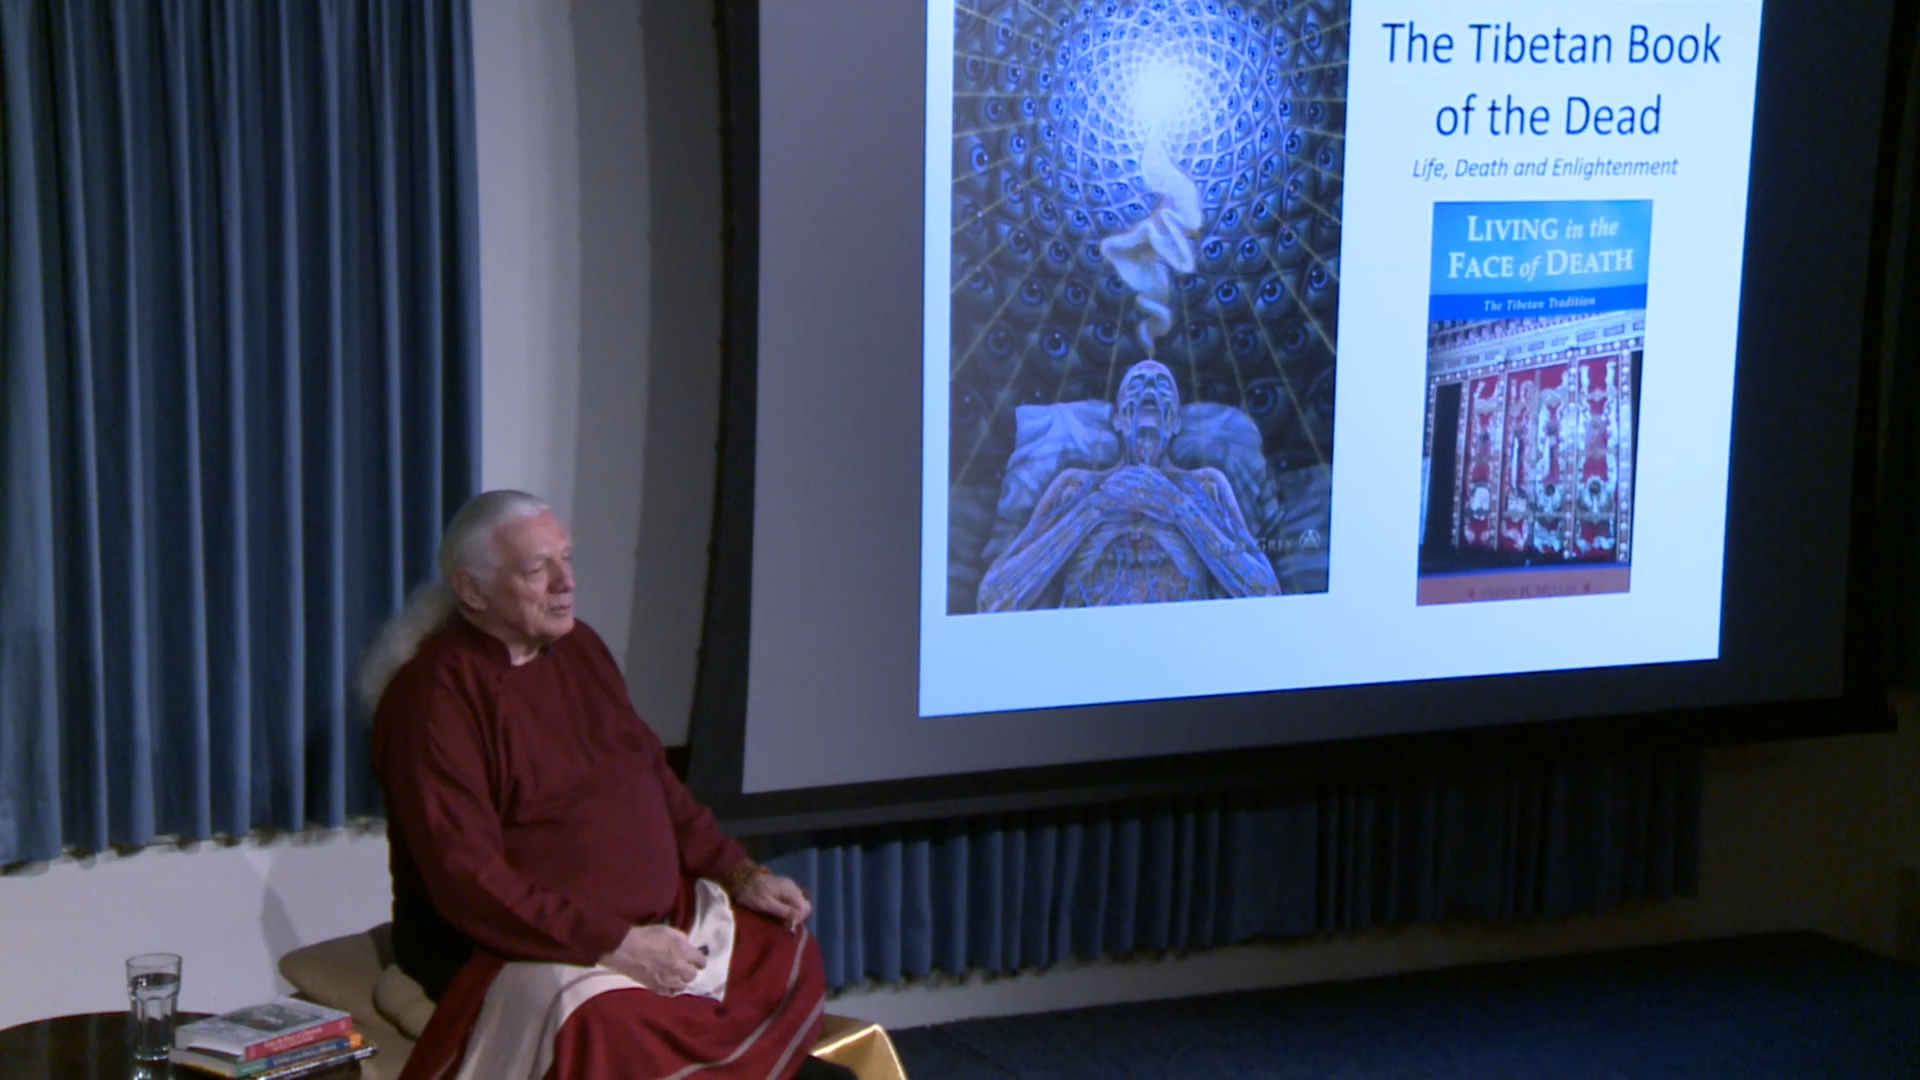 The Tibetan Book
of the Dead
Life, Death and Enlightenment
LIVING in the
FACE of DEATH
The Tibetan Tradition